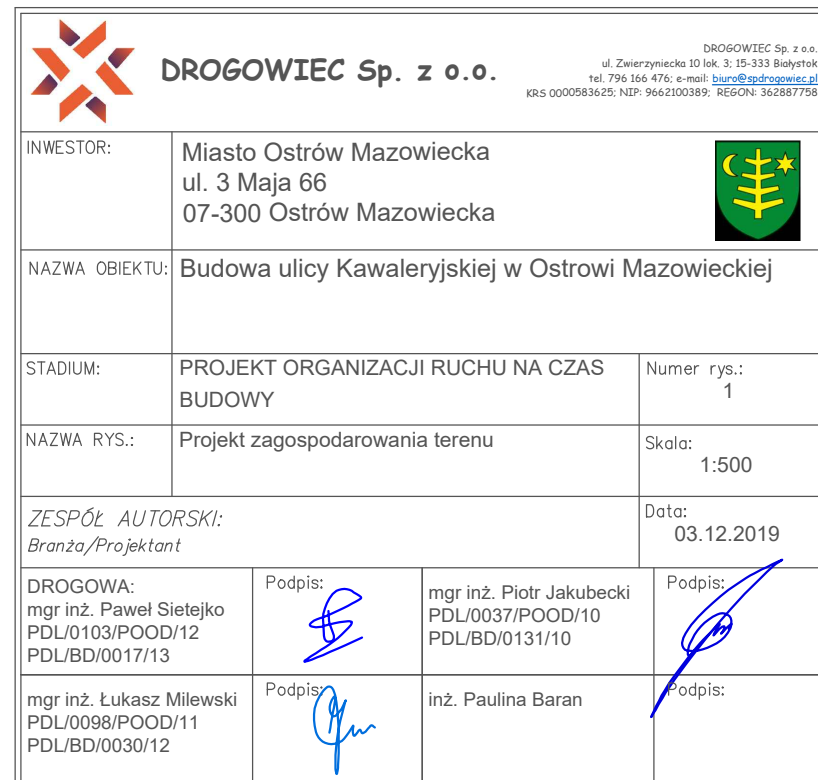 DROGOWIEC Sp. z o.o.
DROGOWIEC Sp. z o.o.
ul. Zwierzyniecka 10 lok. 3; 15-333 Białystok
tel. 796 166 476; e-mail: biuro@spdrogowiec.pl
KRS 0000583625; NIP: 9662100389; REGON: 362887758
INWESTOR:
Miasto Ostrów Mazowiecka
ul. 3 Maja 66
07-300 Ostrów Mazowiecka
NAZWA OBIEKTU:
Budowa ulicy Kawaleryjskiej w Ostrowi Mazowieckiej
STADIUM:
PROJEKT ORGANIZACJI RUCHU NA CZAS
BUDOWY
Numer rys.:
1
NAZWA RYS.:
Projekt zagospodarowania terenu
Skala:
1:500
ZESPÓŁ AUTORSKI:
Branża/Projektant
Data:
03.12.2019
DROGOWA:
mgr inż. Paweł Sietejko
PDL/0103/POOD/12
PDL/BD/0017/13
Podpis:
mgr inż. Piotr Jakubecki
PDL/0037/POOD/10
PDL/BD/0131/10
Podpis:
mgr inż. Łukasz Milewski
PDL/0098/POOD/11
PDL/BD/0030/12
Podpis:
inż. Paulina Baran
Podpis: